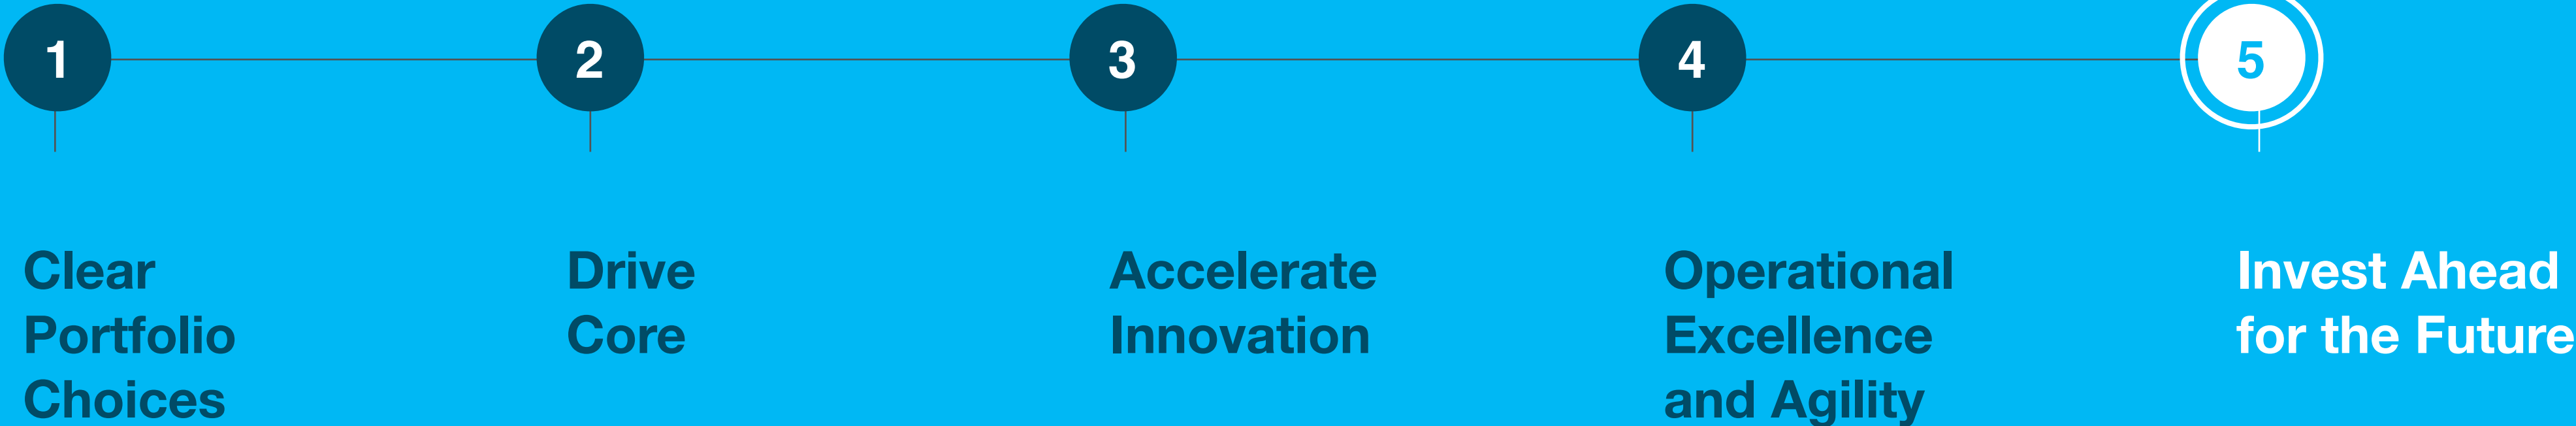 1
2
3
4
5
Clear
Portfolio
Choices
Drive
Core
Accelerate
Innovation
Operational
Excellence
and Agility
Invest Ahead
for the Future